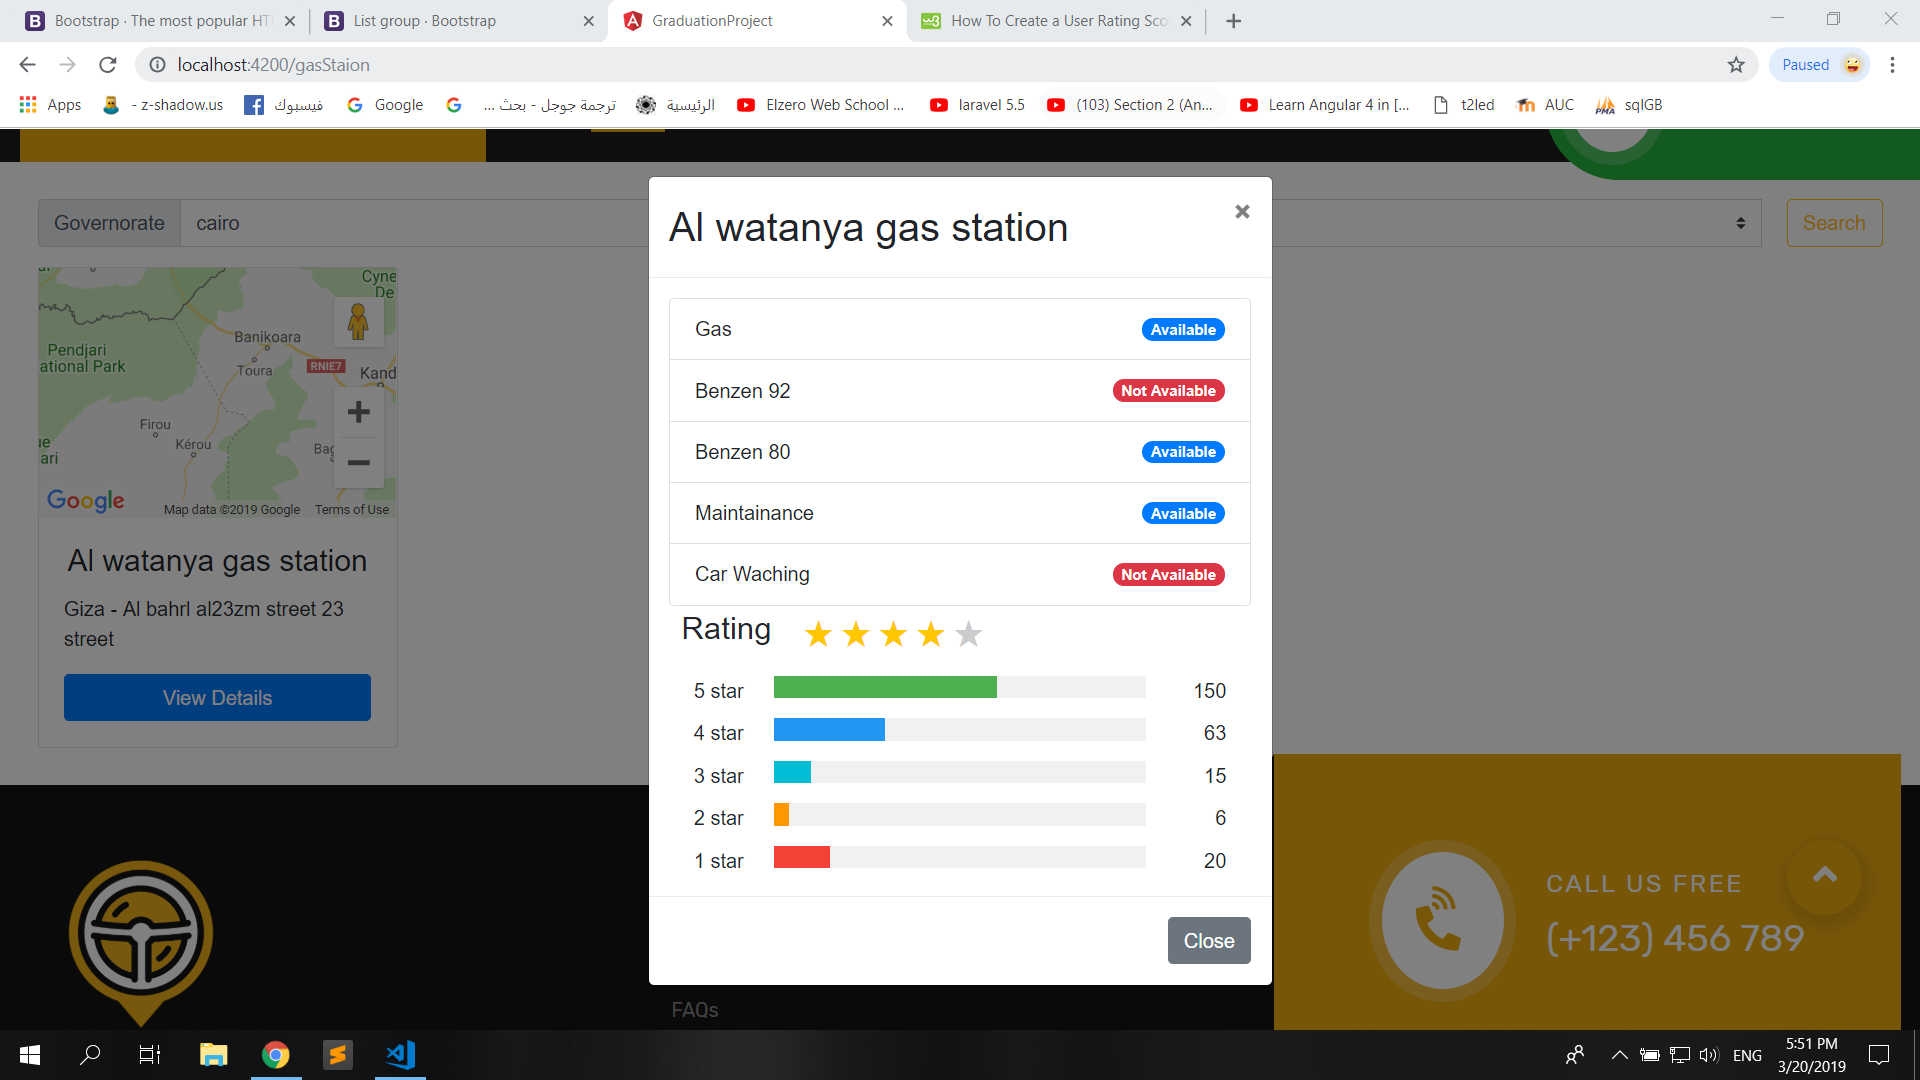 Bootstrap · The most popular HT
List group · Bootstrap
GraduationProject
How To Create a User Rating Sco
localhost:4200/gasStaion
Paused
Apps
- z-shadow.us
فيسبوك
Google
ترجمة جوجل - بحث ...
الرئيسية
Elzero Web School ...
laravel 5.5
(103) Section 2 (An...
Learn Angular 4 in [...
t2led
AUC
PMA
sqlGB
Governorate
cairo
Search
Cyne
De
Banikoara
Pendjari
ational Park
Toura
RNIE7
Kand
Firou
Kérou
ue
ari
Bag
Google
Map data ©2019 Google
Terms of Use
Al watanya gas station
Giza - Al bahrl al23zm street 23
street
View Details
Al watanya gas station
×
Gas
Available
Benzen 92
Not Available
Benzen 80
Available
Maintainance
Available
Car Waching
Not Available
Rating
5 star
150
4 star
63
3 star
15
2 star
6
1 star
20
Close
CALL US FREE
(+123) 456 789
FAQs
ENG
5:51 PM
3/20/2019